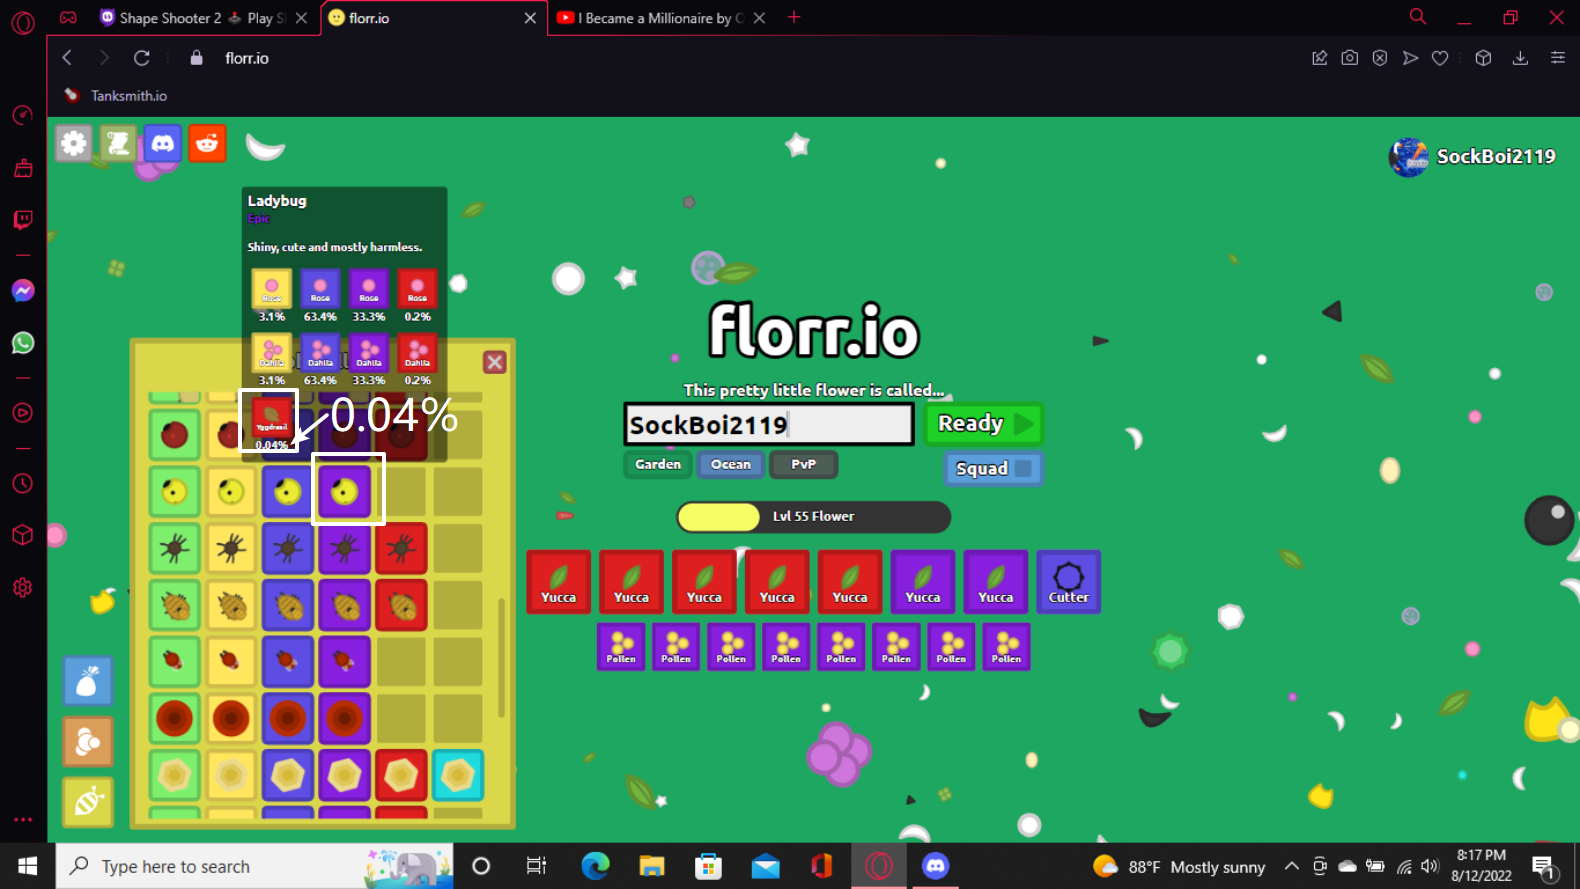 Shape Shooter 2 Play S
florr.io
I Became a Millionaire by
florr.io
Tanksmith.io
SockBoi2119
Ladybug
Epic
Shiny, cute and mostly harmless.
Rose Rose Rose Rose
3.1% 63.4% 33.3% 0.2%
Dahlia Dahlia Dahlia Dahlia
3.1% 63.4% 33.3% 0.2%
Yggdrasil
0.04%
0.04%
florr.io
This pretty little flower is called...
SockBoi2119
Ready
Garden Ocean PvP
Squad
Lvl 55 Flower
Yucca Yucca Yucca Yucca Yucca Yucca Yucca Cutter
Pollen Pollen Pollen Pollen Pollen Pollen Pollen Pollen
Type here to search
88°F Mostly sunny
8:17 PM
8/12/2022
1